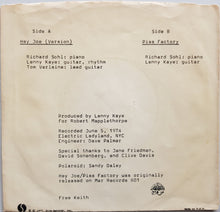 Side A
Hey Joe (Version)
Richard Sohl: piano
Lenny Kaye: guitar, rhythm
Tom Verlaine: lead guitar
Side B
Piss Factory
Richard Sohl: piano
Lenny Kaye: guitar
Produced by Lenny Kaye
for Robert Mapplethorpe
Recorded June 5, 1974
Electric Ladyland, NYC
Engineer: Dave Palmer
Special thanks to Jane Friedman,
David Sonenberg, and Clive Davis
Polaroid: Sandy Daley
Hey Joe/Piss Factory was originally
released on Mer Records 601
Free Keith